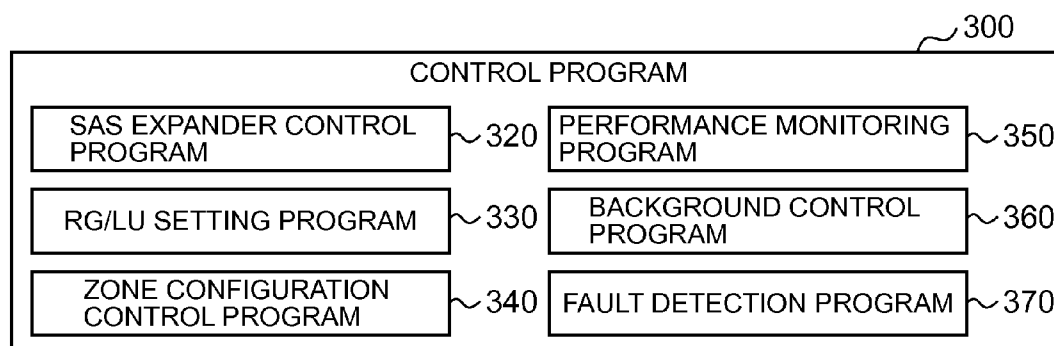 300
CONTROL PROGRAM
SAS EXPANDER CONTROL
PROGRAM
320
PERFORMANCE MONITORING
PROGRAM
350
RG/LU SETTING PROGRAM
330
BACKGROUND CONTROL
PROGRAM
360
ZONE CONFIGURATION
CONTROL PROGRAM
340
FAULT DETECTION PROGRAM
370